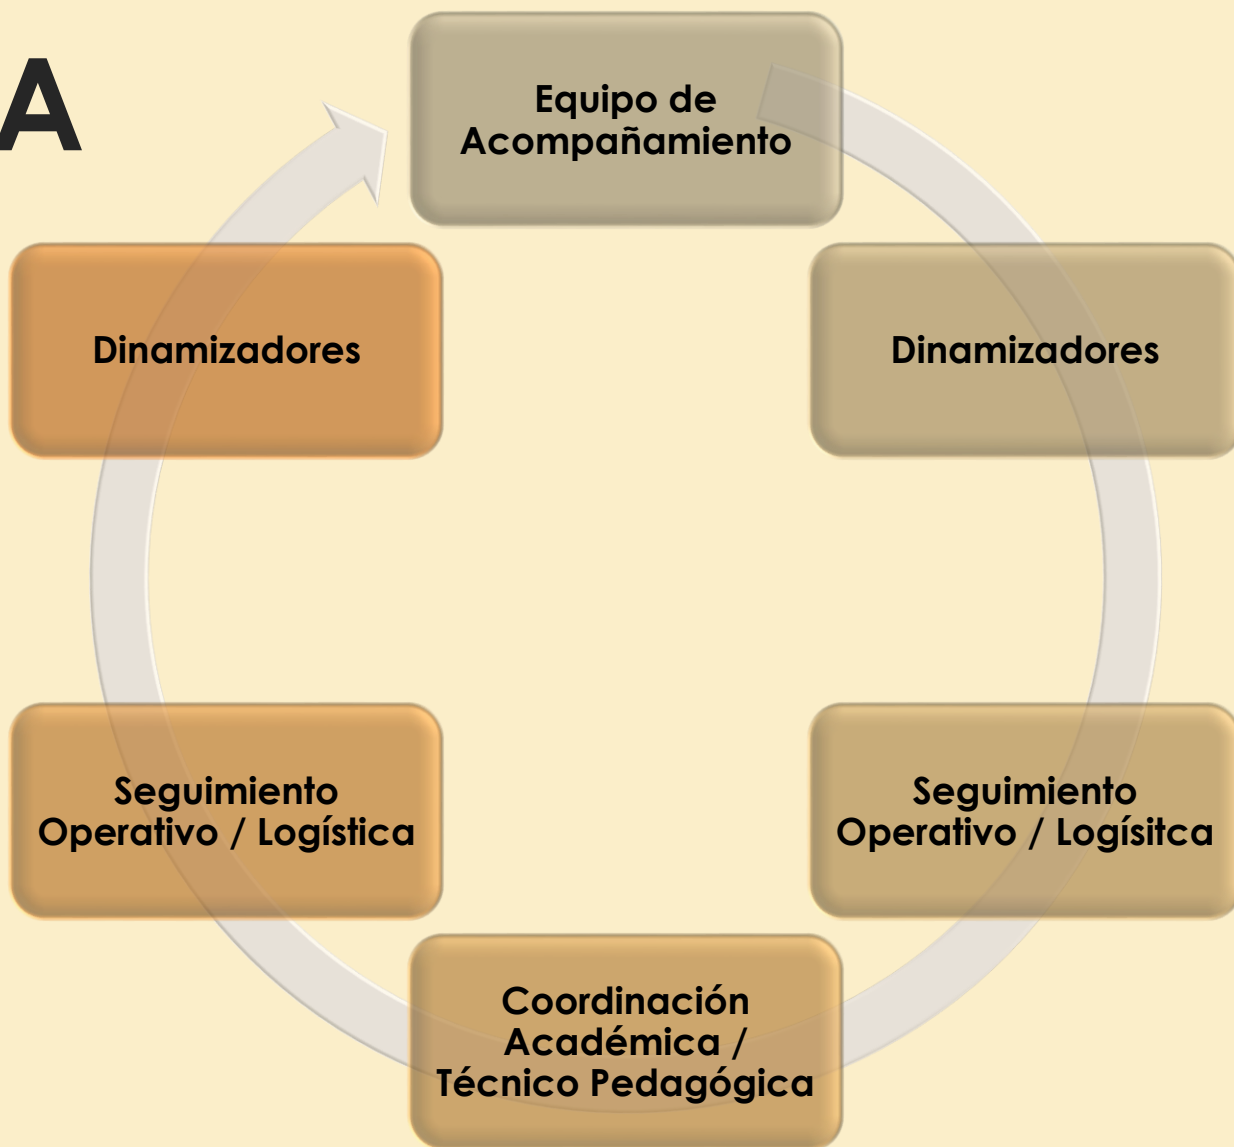 A
Equipo de
Acompañamiento
Dinamizadores
Dinamizadores
Seguimiento
Operativo / Logística
Seguimiento
Operativo / Logísitca
Coordinación
Académica /
Técnico Pedagógica